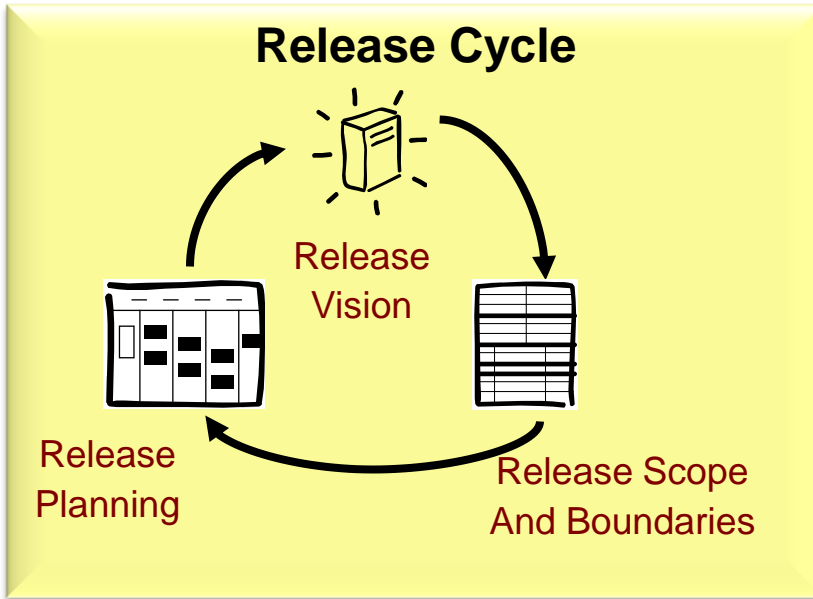 Release Cycle
Release
Vision
Release
Planning
Release Scope
And Boundaries